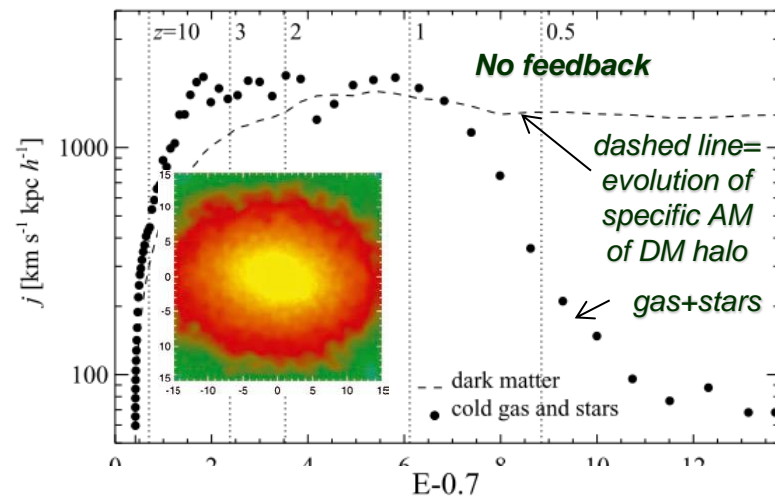 z=10
3
2
1
0.5
No feedback
1000
100
j [km s⁻¹ kpc h⁻¹]
dashed line=
evolution of
specific AM
of DM halo
gas+stars
15
10
5
0
5
10
15
-15 -10 -5 0 5 10 15
dark matter
cold gas and stars
0 2 4 6 8 10 12
E-0.7